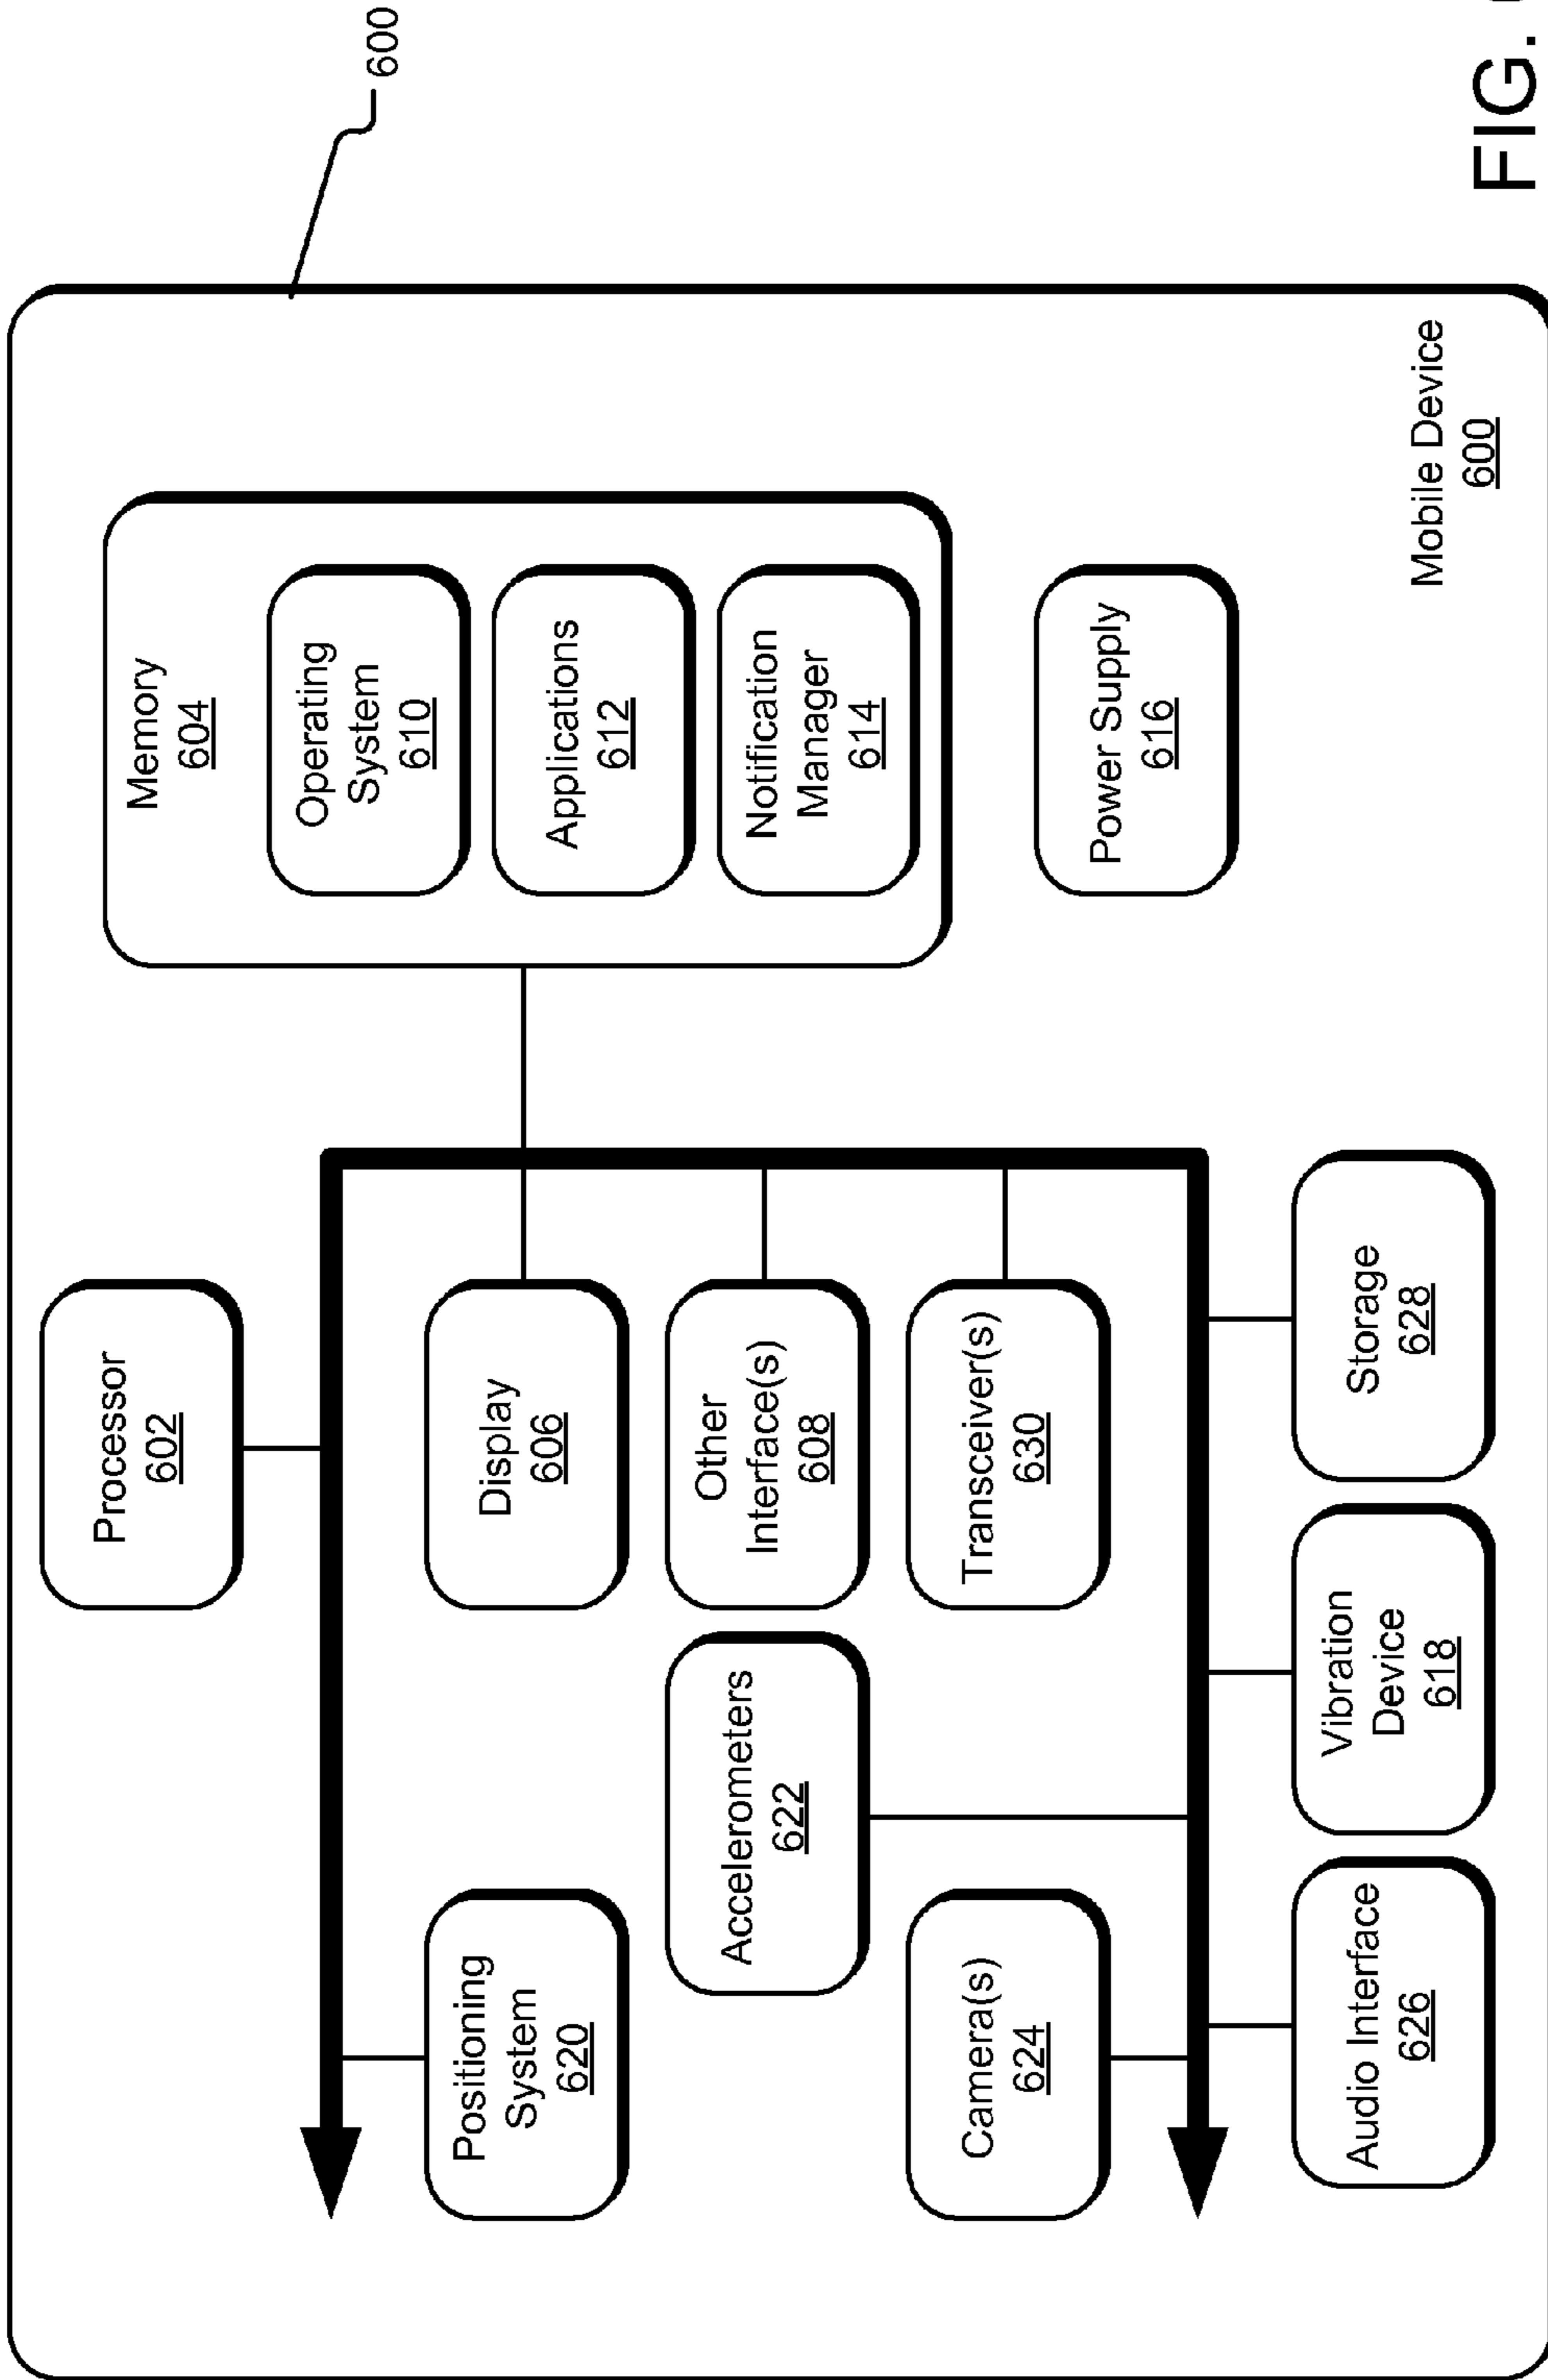 600
Processor
602
Memory
604
Operating
System
610
Applications
612
Notification
Manager
614
Positioning
System
620
Display
606
Accelerometers
622
Other
Interface(s)
608
Camera(s)
624
Transceiver(s)
630
Power Supply
616
Audio Interface
626
Vibration
Device
618
Storage
628
Mobile Device
600
FIG.